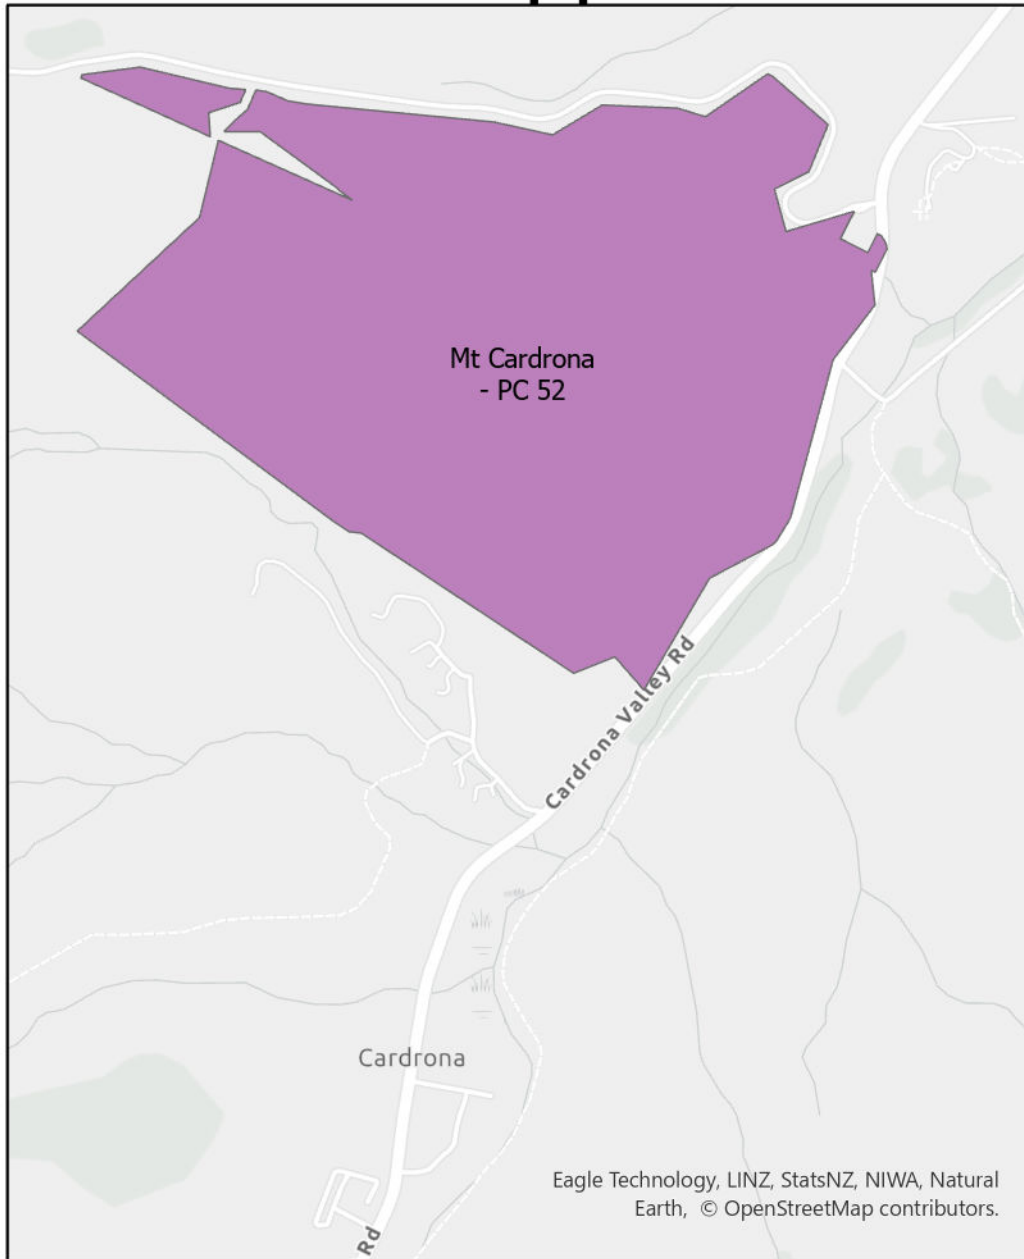 Mt Cardrona
- PC 52
Cardrona Valley Rd
Cardrona
Eagle Technology, LINZ, StatsNZ, NIWA, Natural
Earth, © OpenStreetMap contributors.
Rd